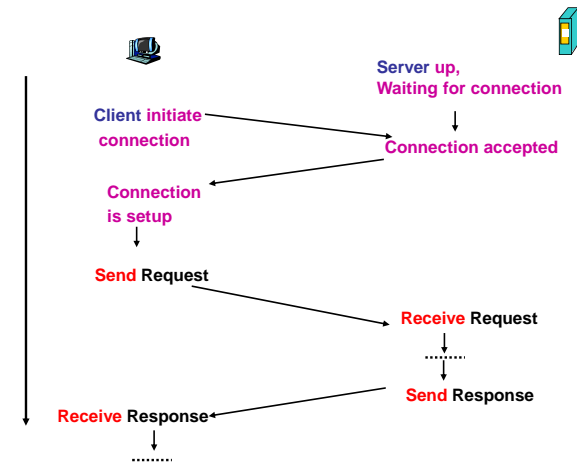 Server up,
Waiting for connection
Client initiate
connection
Connection accepted
Connection
is setup
Send Request
Receive Request
Send Response
Receive Response